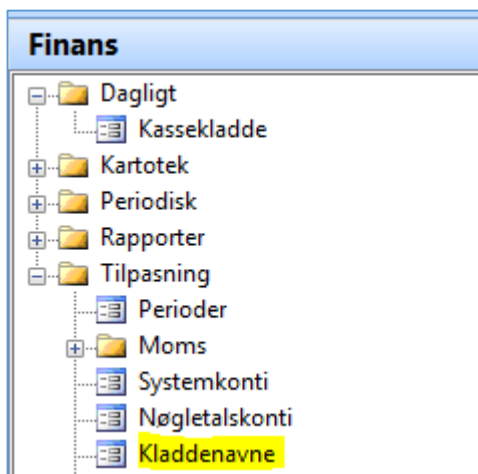 Finans
Dagligt
Kassekladde
Kartotek
Periodisk
Rapporter
Tilpasning
Perioder
Moms
Systemkonti
Nøgletalskonti
Kladdenavne